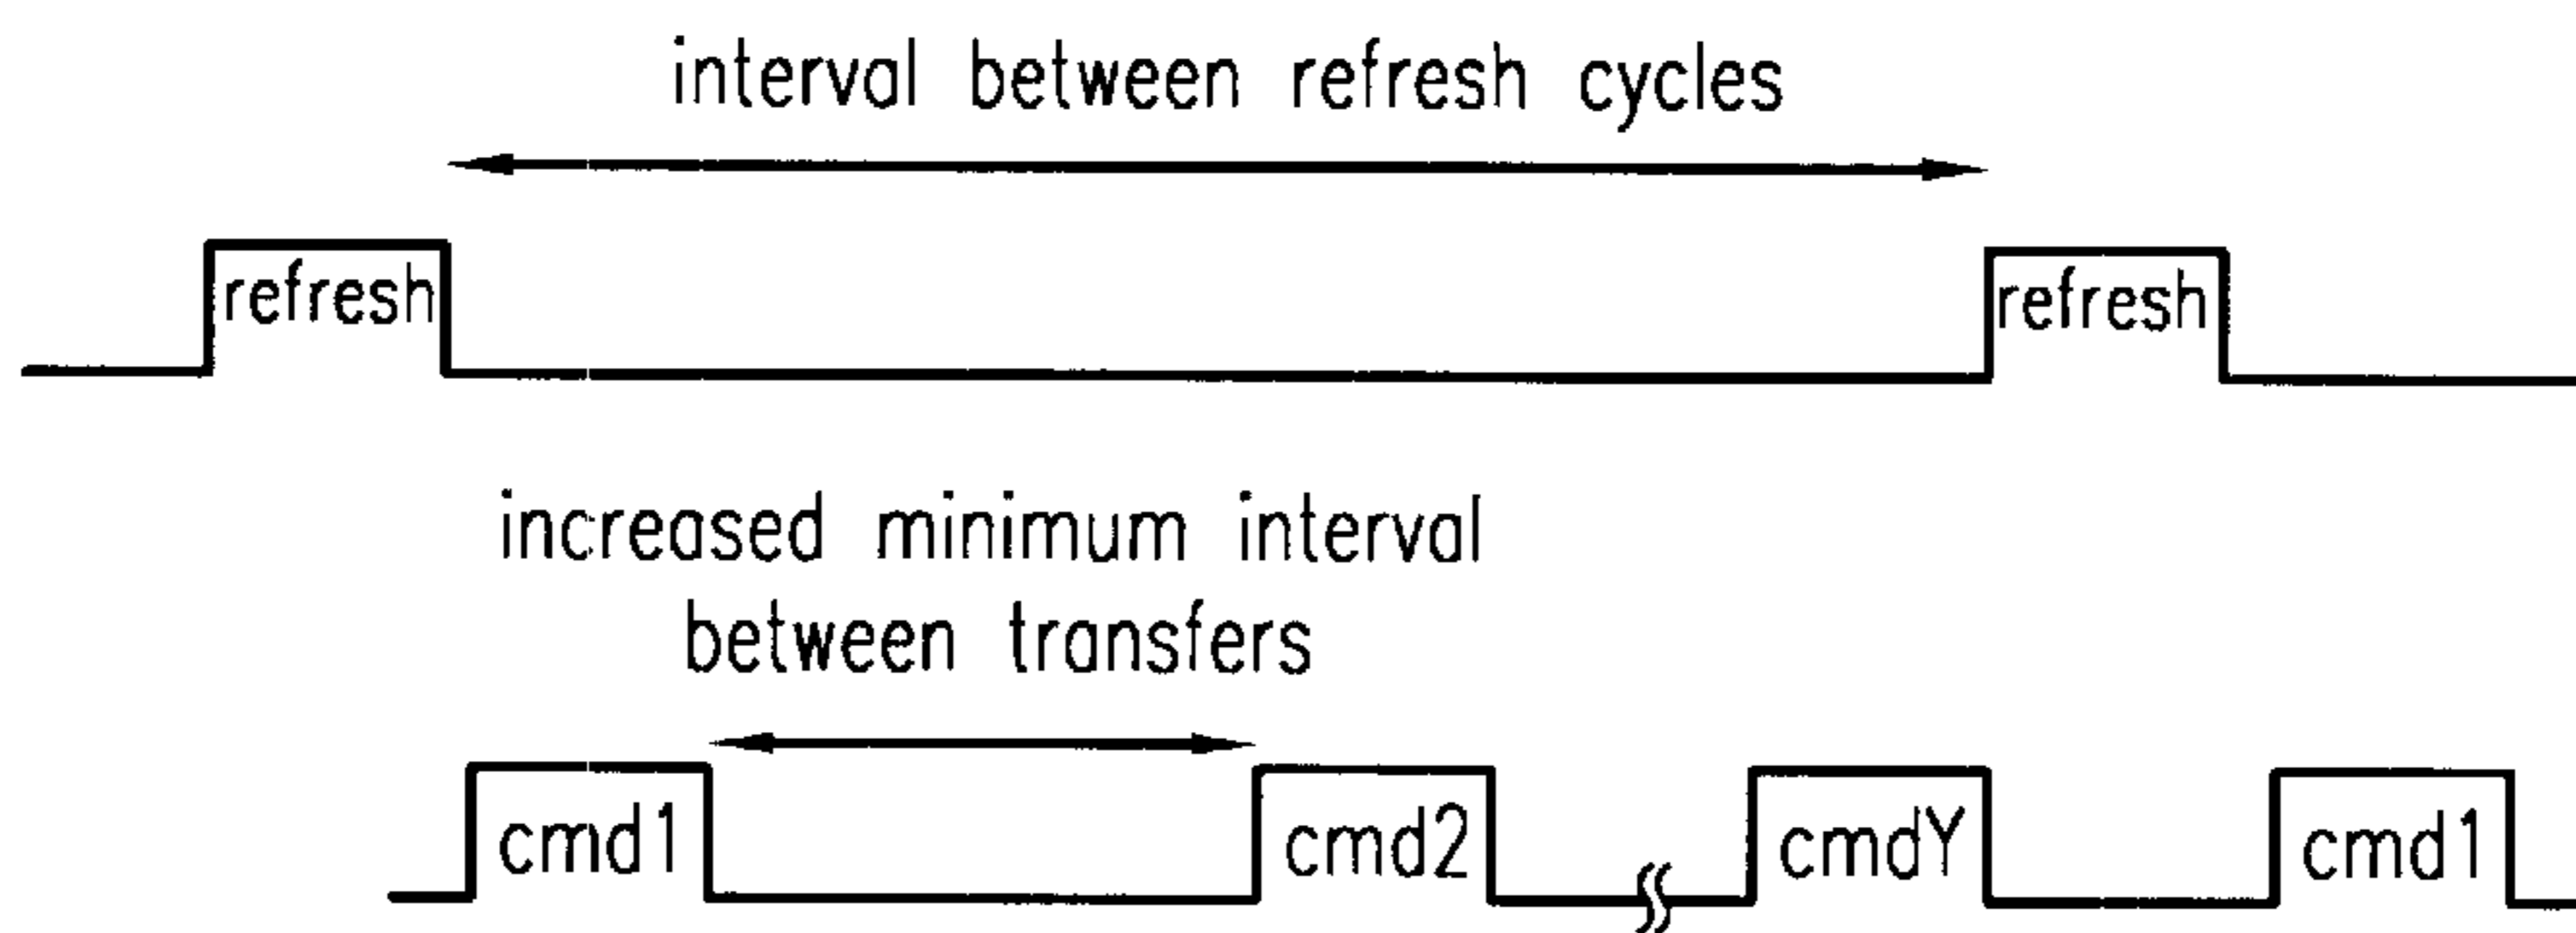 interval between refresh cycles
refresh refresh
increased minimum interval
between transfers
cmd1 cmd2 cmdY cmd1